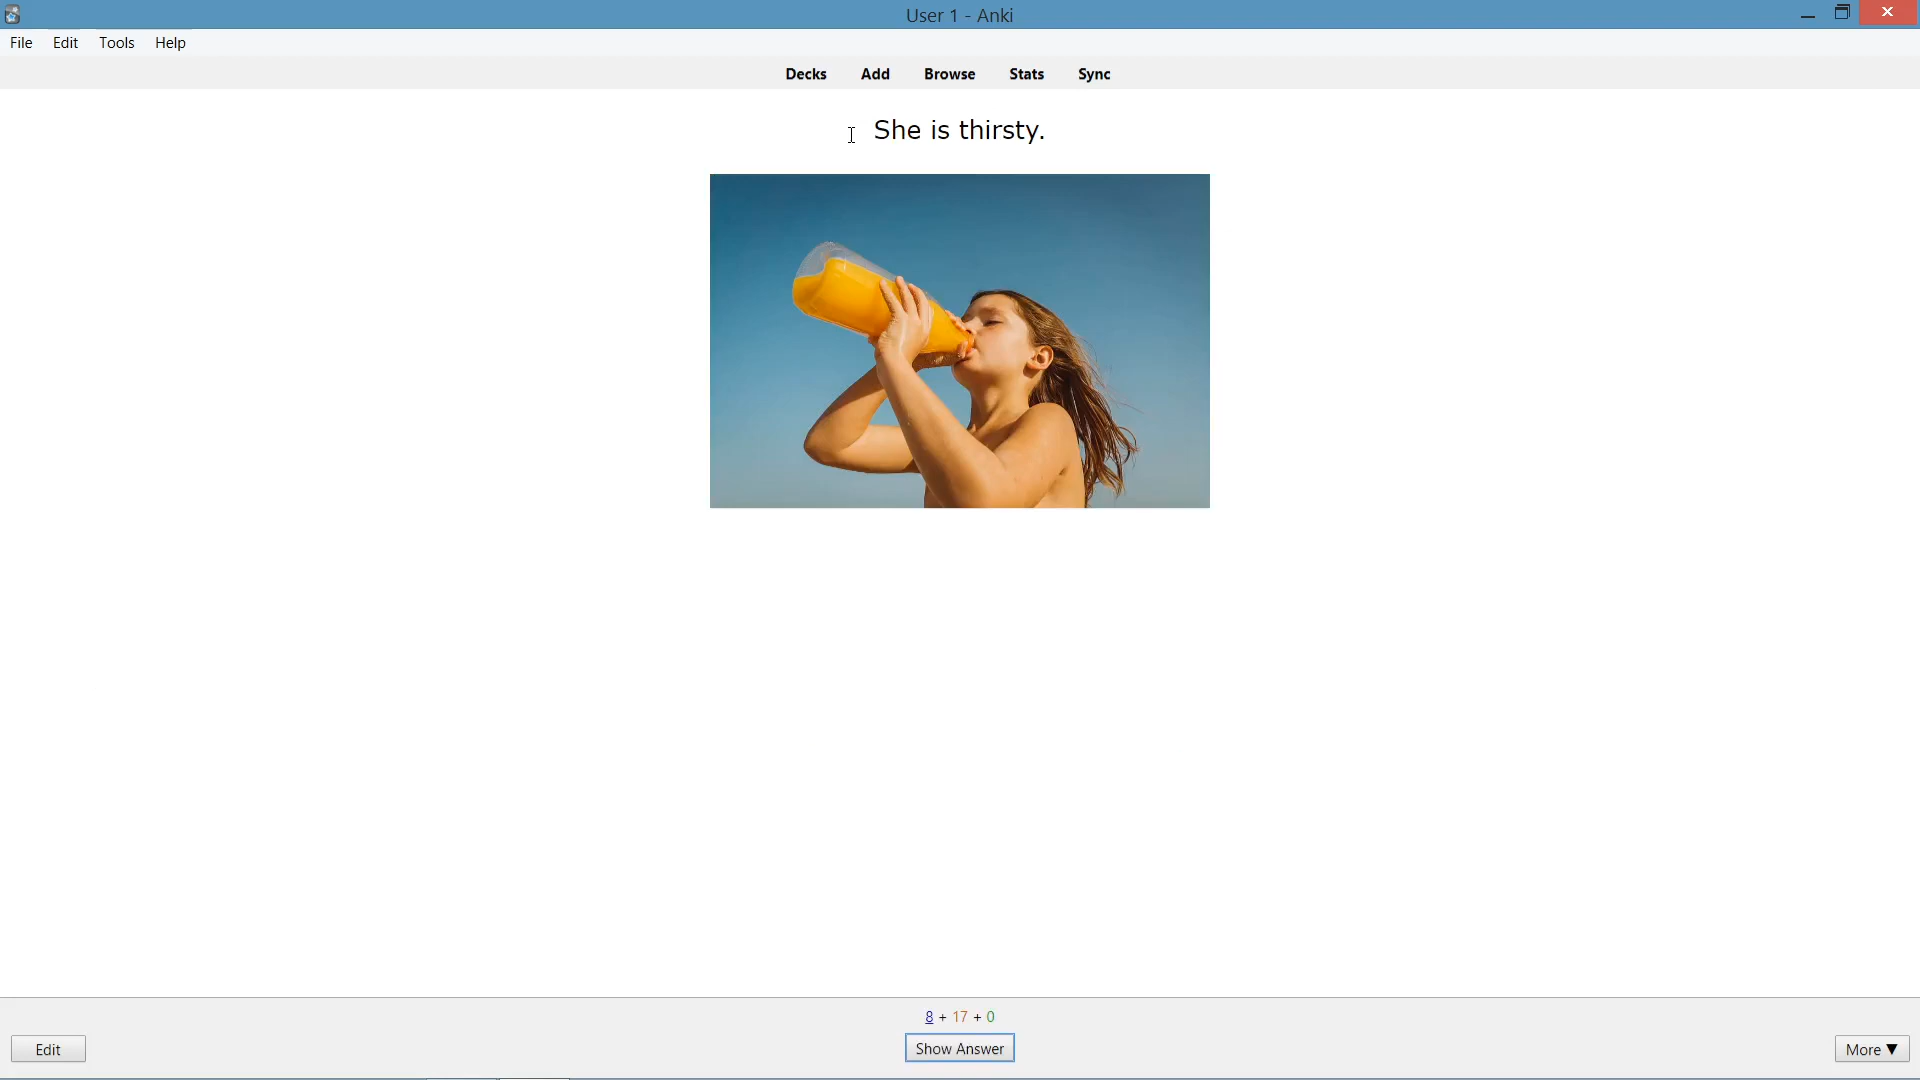 User 1 - Anki
File Edit Tools Help
Decks Add Browse Stats Sync
She is thirsty.
8 + 17 + 0
Edit Show Answer More ▼